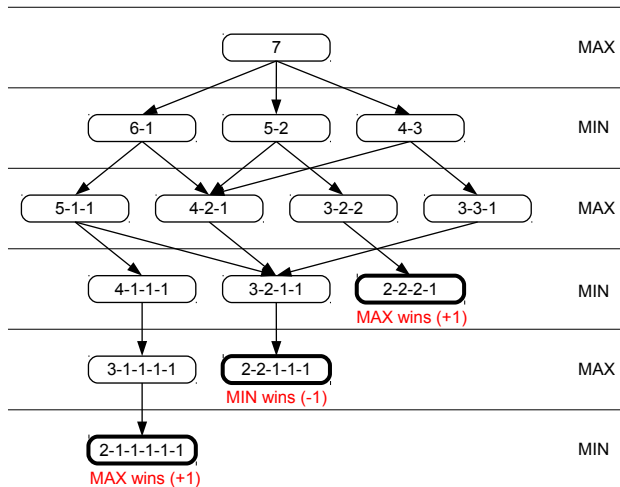 7 MAX
6-1 5-2 4-3 MIN
5-1-1 4-2-1 3-2-2 3-3-1 MAX
4-1-1-1 3-2-1-1 2-2-2-1 MIN
MAX wins (+1)
3-1-1-1-1 2-2-1-1-1 MAX
MIN wins (-1)
2-1-1-1-1-1 MIN
MAX wins (+1)